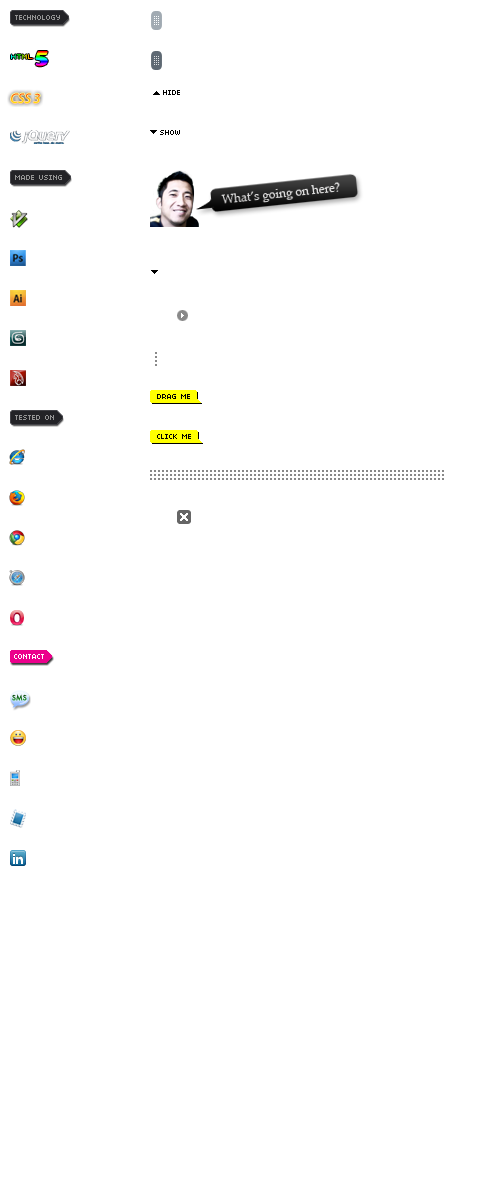 TECHNOLOGY
HTML 5
CSS 3
jQuery
MADE USING
Ps
Ai
TESTED ON
CONTACT
SMS
in
HIDE
SHOW
What's going on here?
DRAG ME
CLICK ME